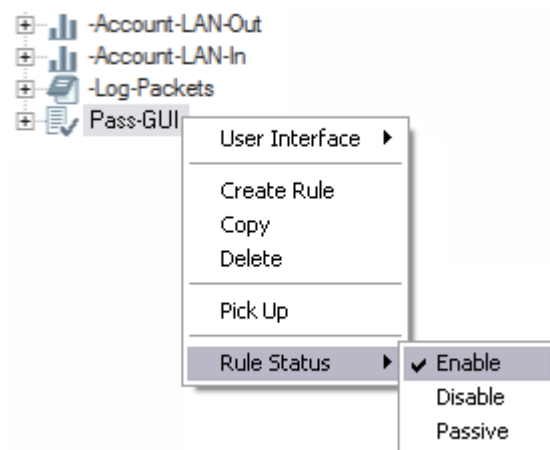 -Account-LAN-Out
-Account-LAN-In
-Log-Packets
Pass-GUI
User Interface
Create Rule
Copy
Delete
Pick Up
Rule Status
Enable
Disable
Passive